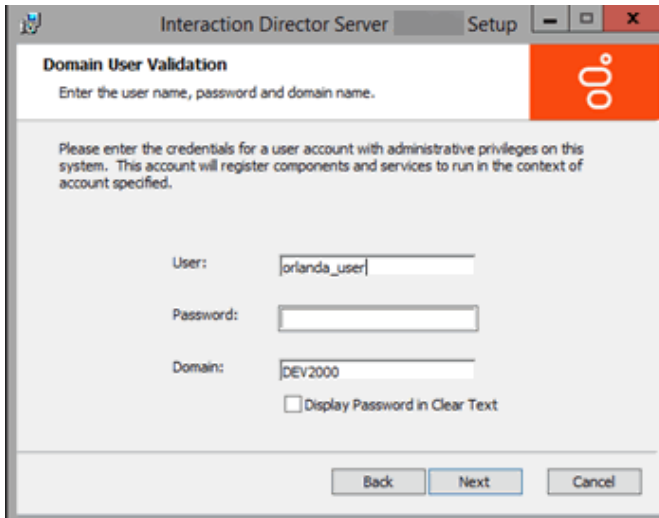 Interaction Director Server Setup
Domain User Validation
Enter the user name, password and domain name.
Please enter the credentials for a user account with administrative privileges on this
system. This account will register components and services to run in the context of
account specified.
User: orlanda_user
Password:
Domain: DEV2000
Display Password in Clear Text
Back Next Cancel